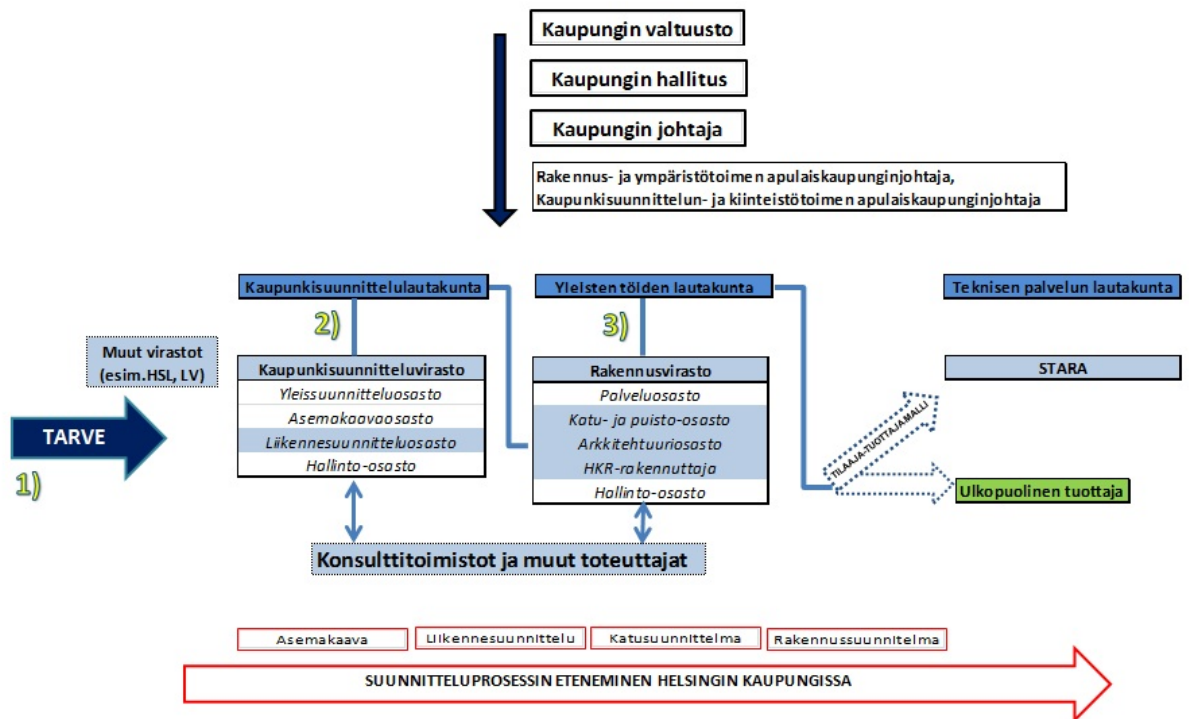 Kaupungin valtuusto
Kaupungin hallitus
Kaupungin johtaja
Rakennus- ja ympäristötoimen apulaiskaupunginjohtaja,
Kaupunkisuunnittelun- ja kiinteistötoimen apulaiskaupunginjohtaja
Kaupunkisuunnittelulautakunta
Yleisten töiden lautakunta
Teknisen palvelun lautakunta
2)
3)
Muut virastot
(esim.HSL, LV)
Kaupunkisuunnitteluvirasto
Yleissuunnitteluosasto
Asemakaavaosasto
Liikennesuunnitteluosasto
Hallinto-osasto
Rakennusvirasto
Palveluosasto
Katu- ja puisto-osasto
Arkkitehtuuriosasto
HKR-rakennuttaja
Hallinto-osasto
STARA
TARVE
1)
TILAAJA-TUOTTAJAMALLI
Ulkopuolinen tuottaja
Konsulttitoimistot ja muut toteuttajat
Asemakaava
Liikennesuunnittelu
Katusuunnittelma
Rakennussuunnitelma
SUUNNITTELUPROSESSIN ETENEMINEN HELSINGIN KAUPUNGISSA